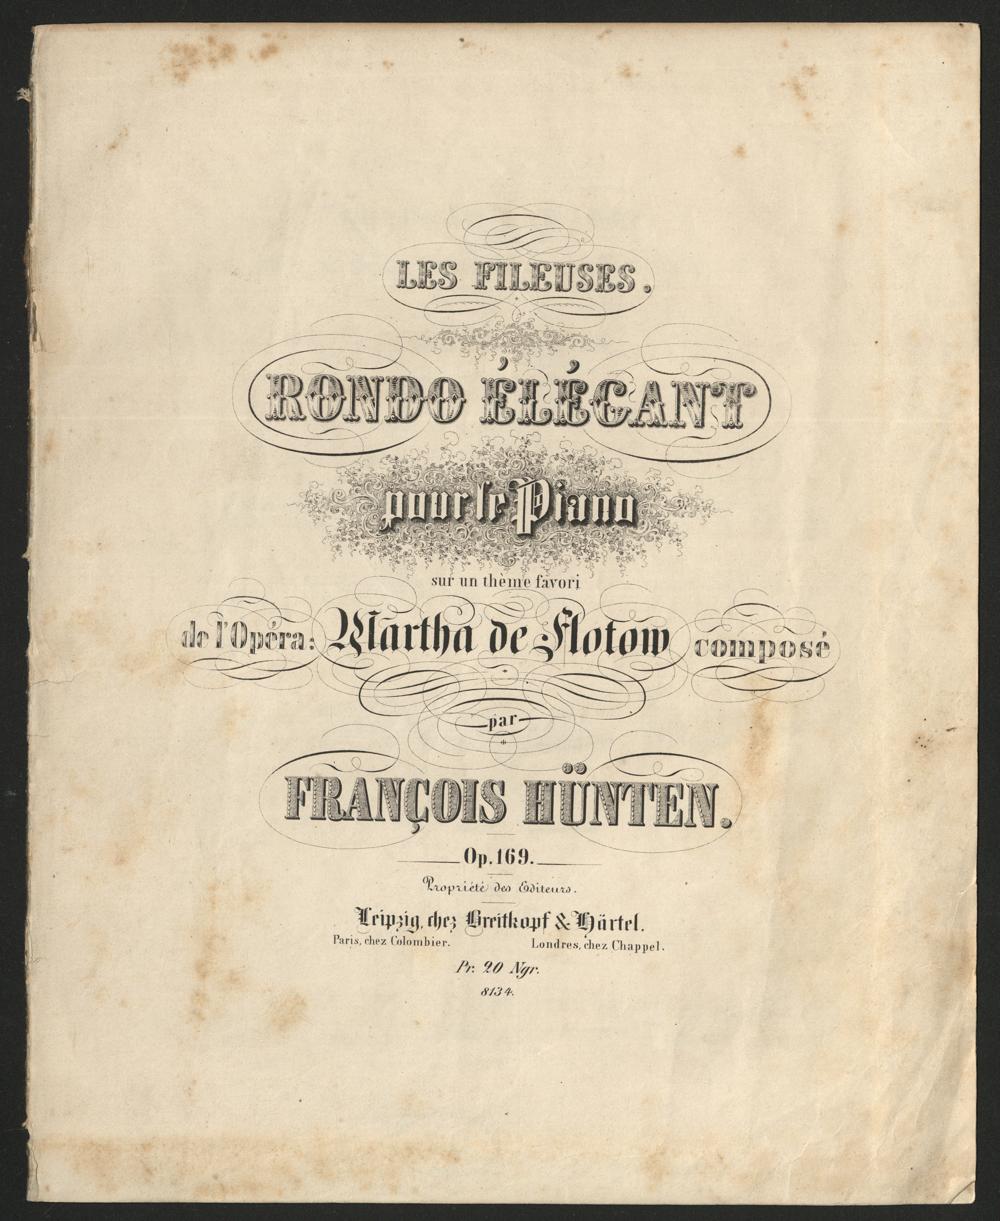 LES FILEUSES.
RONDO ÉLÉGANT
pour le Piano
sur un thème favori
de l'Opéra: Martha de Flotow composé
par
FRANÇOIS HÜNTEN.
Op. 169.
Propriété des Editeurs.
Leipzig, chez Breitkopf & Härtel.
Paris, chez Colombier. Londres, chez Chappel.
Pr. 20 Ngr.
8134.